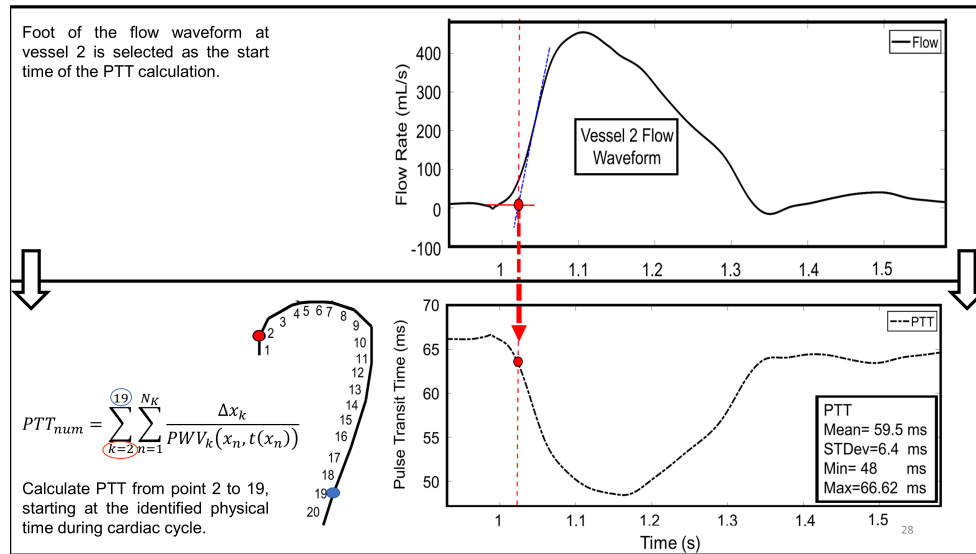 Foot of the flow waveform at
vessel 2 is selected as the start
time of the PTT calculation.
Flow Rate (mL/s)
400
300
200
100
0
-100
Flow
Vessel 2 Flow
Waveform
1 1.1 1.2 1.3 1.4 1.5
1
2
3
4
5
6
7
8
9
10
11
12
13
14
15
16
17
18
19
20
PTT_num = ∑_{k=2}^{19} ∑_{n=1}^{N_K} Δx_k / PWV_k(x_n, t(x_n))
Calculate PTT from point 2 to 19,
starting at the identified physical
time during cardiac cycle.
Pulse Transit Time (ms)
70
65
60
55
50
PTT
PTT
Mean= 59.5 ms
STDev=6.4 ms
Min= 48 ms
Max=66.62 ms
1 1.1 1.2 1.3 1.4 1.5
Time (s)
28